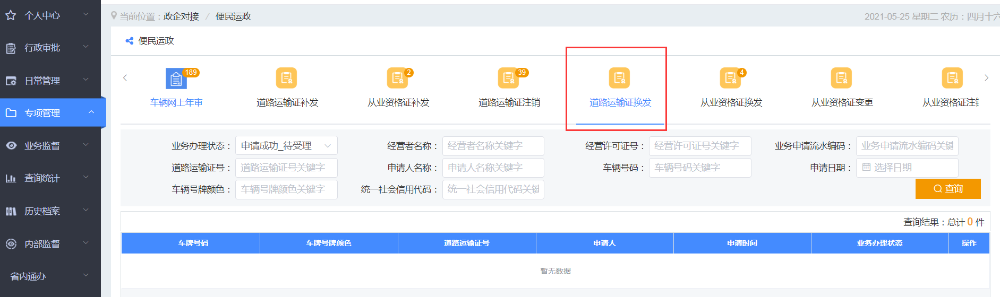 个人中心
行政审批
日常管理
专项管理
业务监督
查询统计
历史档案
内部监督
省内通办
当前位置：政企对接 / 便民运政
2021-05-25 星期二 农历：四月十六
便民运政
189
2
39
4
车辆网上年审 道路运输证补发 从业资格证补发 道路运输证注销 道路运输证换发 从业资格证换发 从业资格证变更 从业资格证注
业务办理状态： 申请成功_待受理 经营者名称： 经营者名称关键字 经营许可证号： 经营许可证号关键字 业务申请流水编码： 业务申请流水编码关键
道路运输证号： 道路运输证号关键字 申请人名称： 申请人名称关键字 车辆号码： 车辆号码关键字 申请日期： 选择日期
车辆号牌颜色： 车辆号牌颜色关键字 统一社会信用代码： 统一社会信用代码关键 查询
查询结果：总计 0 件
车牌号码 车牌号牌颜色 道路运输证号 申请人 申请时间 业务办理状态 操作
暂无数据